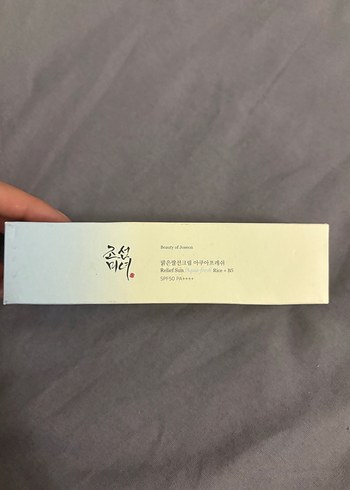 조선
미녀
Beauty of Joseon
맑은쌀선크림 아쿠아프레쉬
Relief Sun Aqua-fresh Rice + B5
SPF50 PA++++